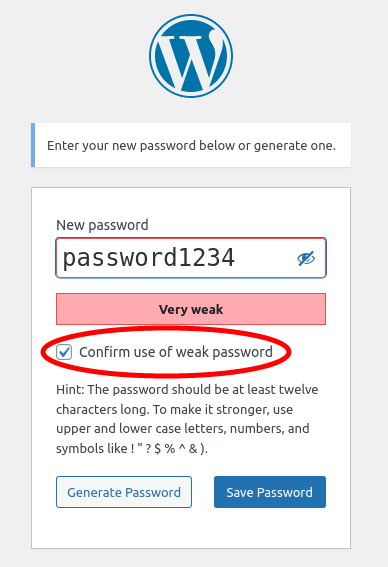 Enter your new password below or generate one.
New password
password1234
Very weak
Confirm use of weak password
Hint: The password should be at least twelve
characters long. To make it stronger, use
upper and lower case letters, numbers, and
symbols like ! " ? $ % ^ & ).
Generate Password
Save Password